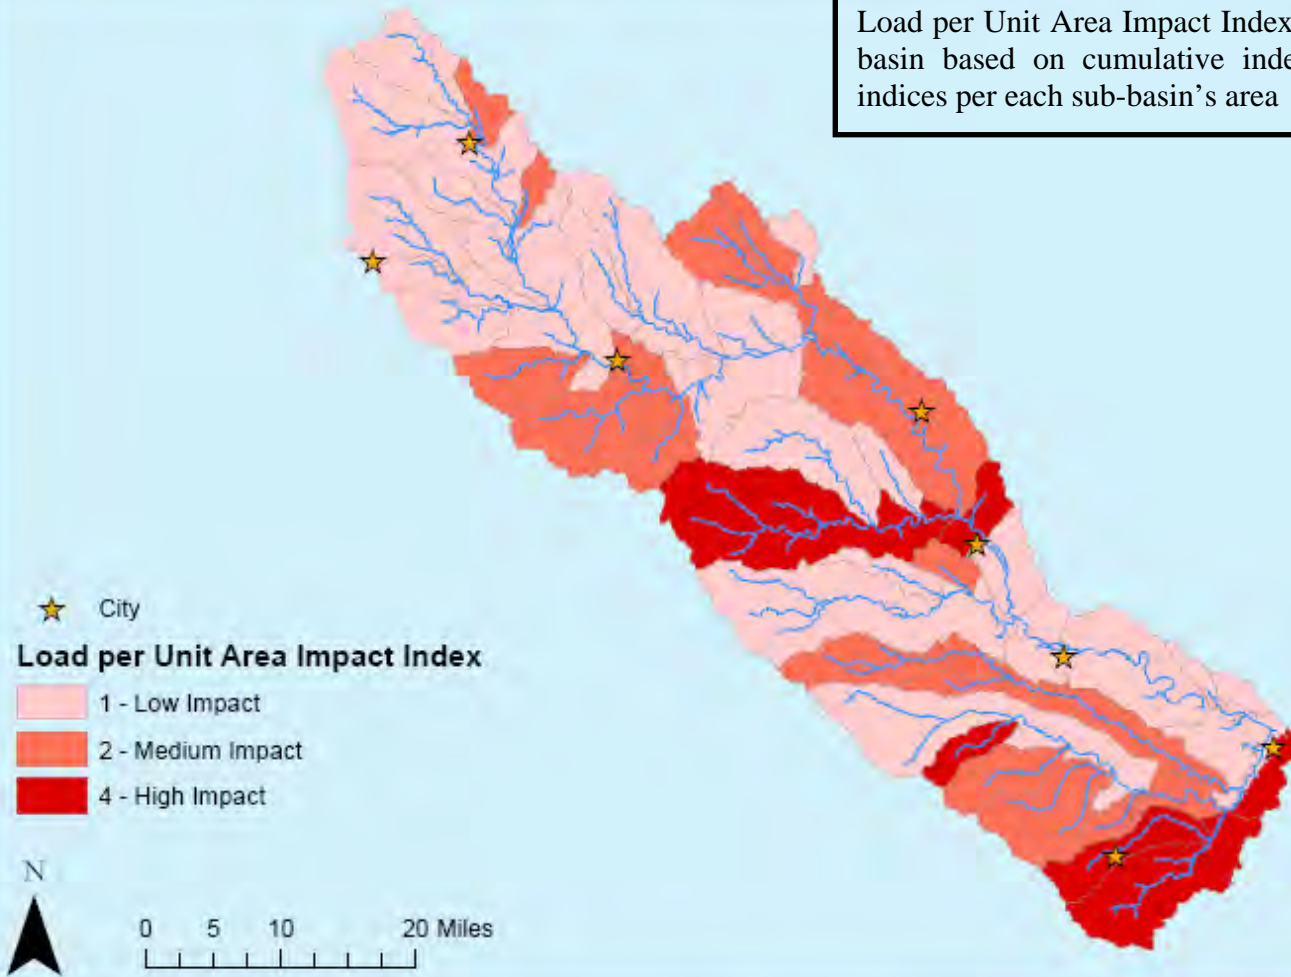 Load per Unit Area Impact Index
basin based on cumulative inde
indices per each sub-basin’s area
City
Load per Unit Area Impact Index
1 - Low Impact
2 - Medium Impact
4 - High Impact
N
0 5 10 20 Miles